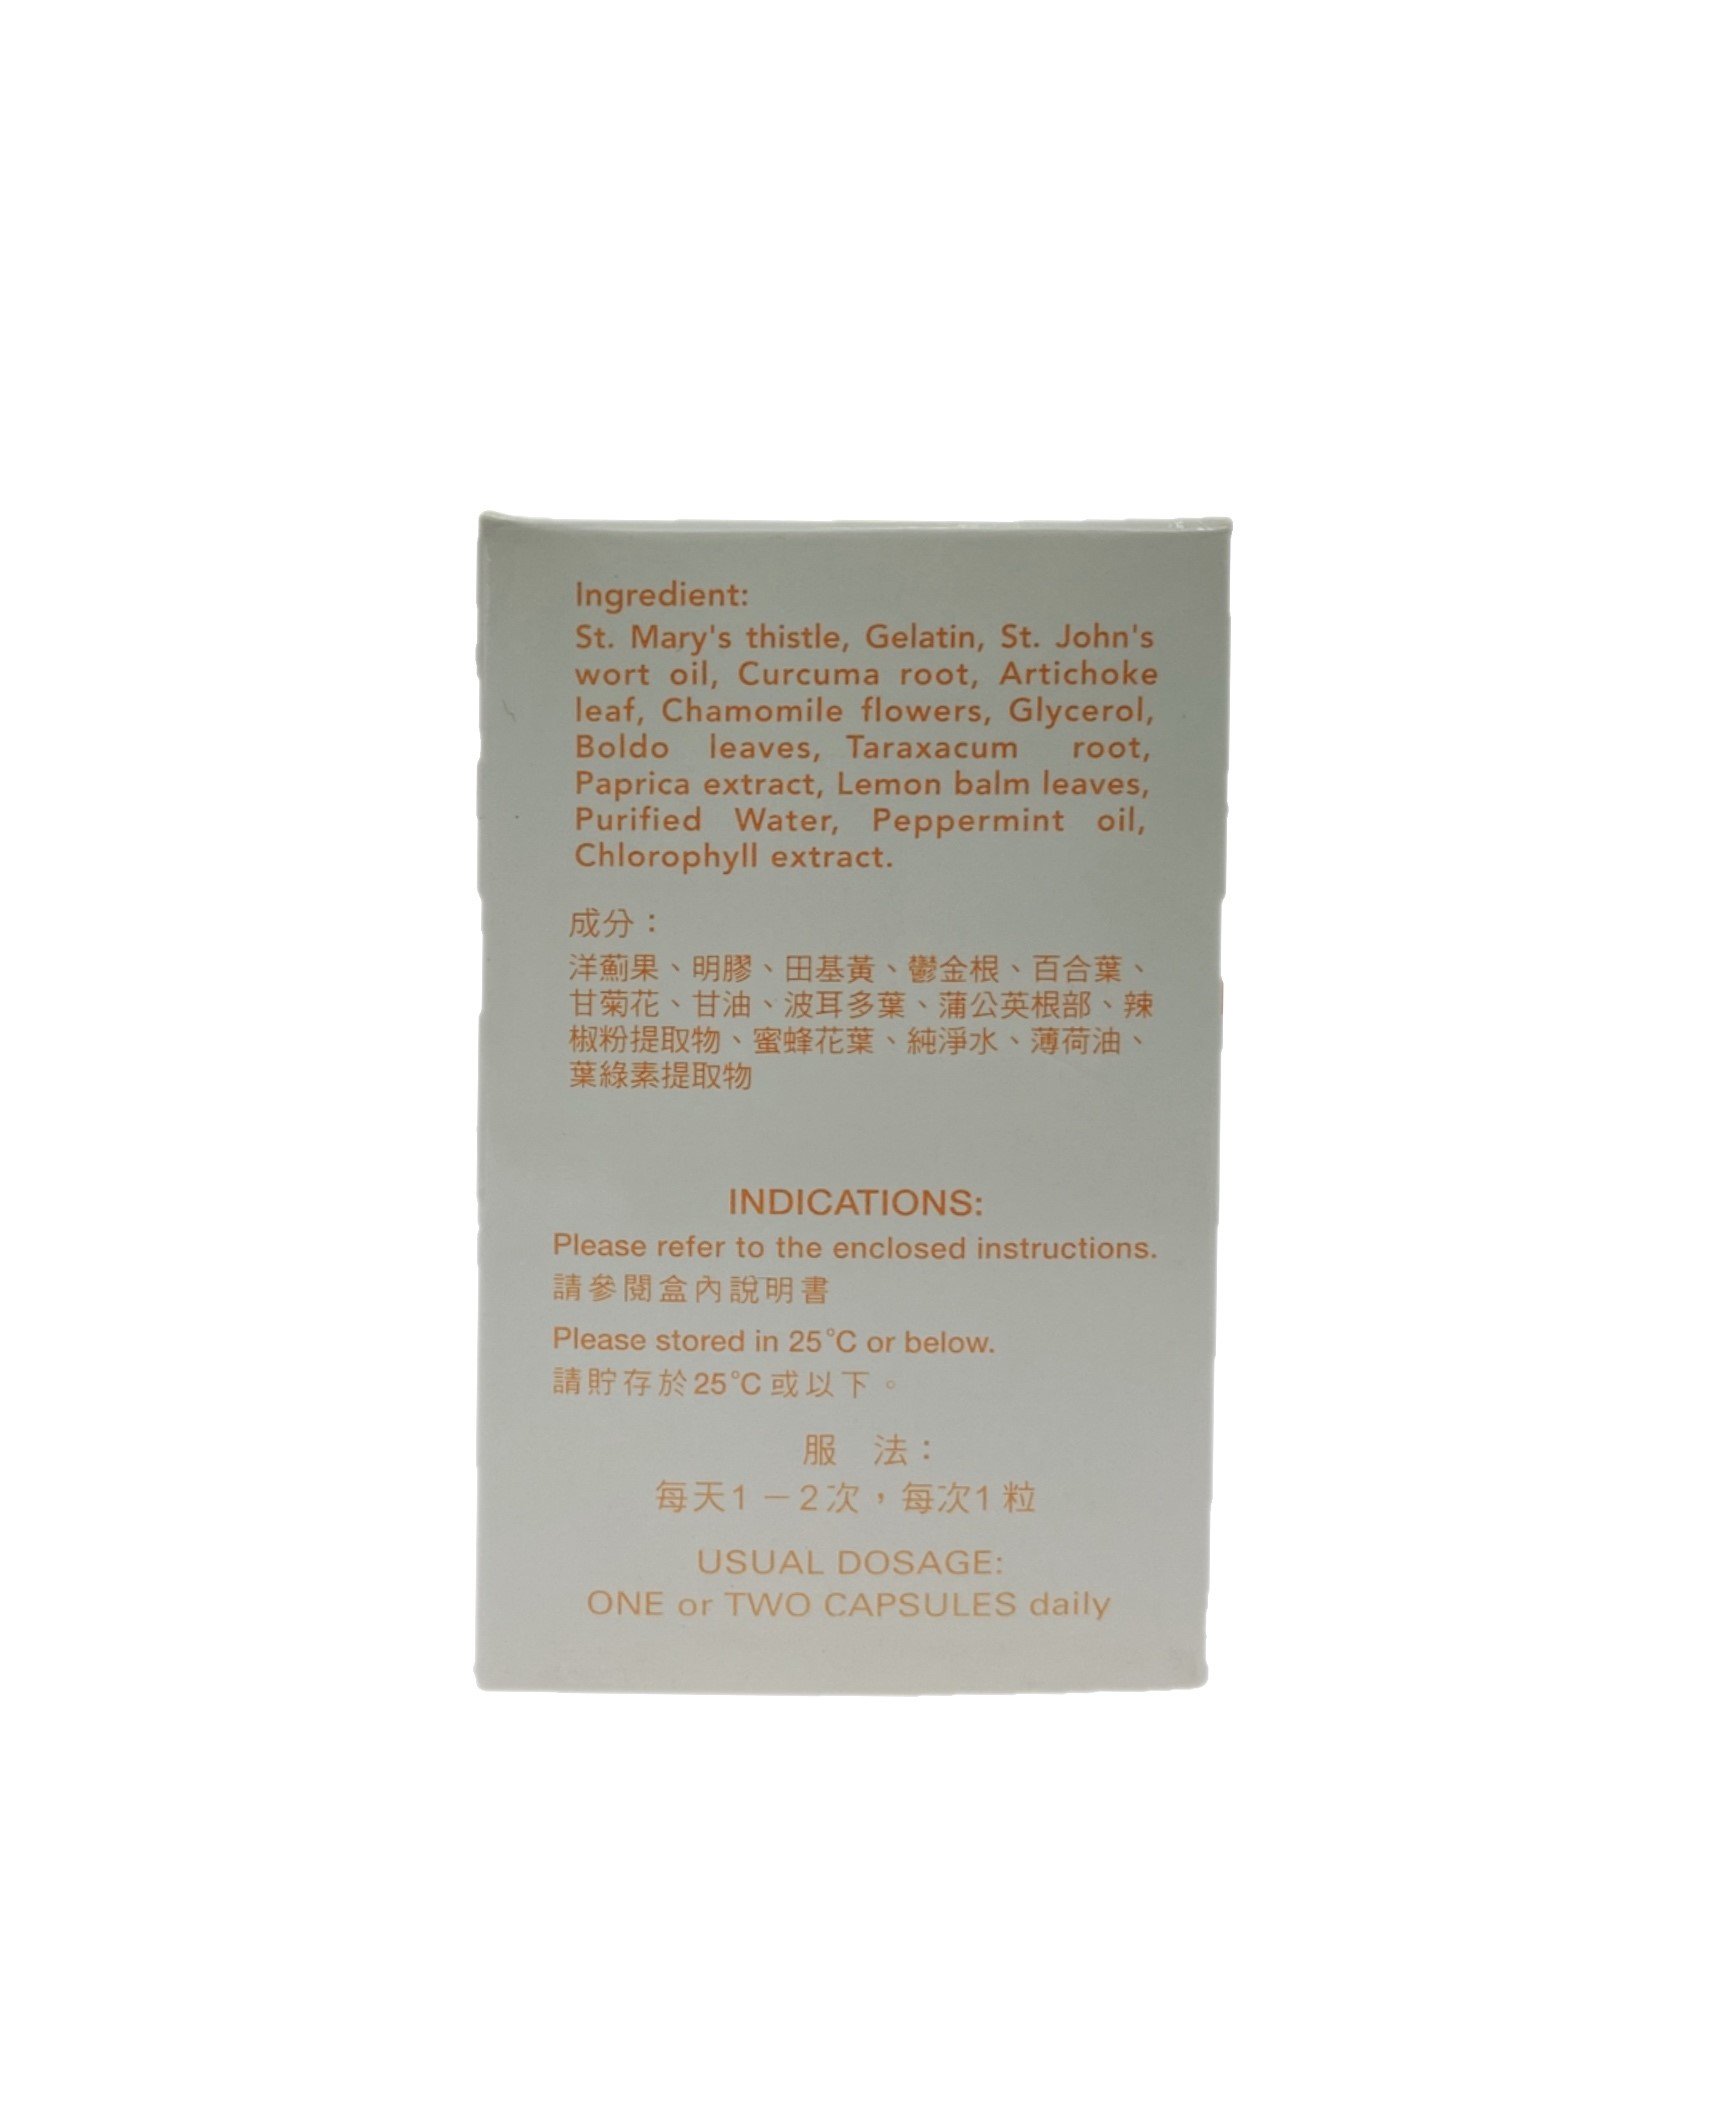 Ingredient:
St. Mary's thistle, Gelatin, St. John's
wort oil, Curcuma root, Artichoke
leaf, Chamomile flowers, Glycerol,
Boldo leaves, Taraxacum root,
Paprica extract, Lemon balm leaves,
Purified Water, Peppermint oil,
Chlorophyll extract.
成分：
洋薊果、明膠、田基黃、鬱金根、百合葉、
甘菊花、甘油、波耳多葉、蒲公英根部、辣
椒粉提取物、蜜蜂花葉、純淨水、薄荷油、
葉綠素提取物
INDICATIONS:
Please refer to the enclosed instructions.
請參閱盒內說明書
Please stored in 25°C or below.
請貯存於25°C或以下。
服 法：
每天1－2次，每次1粒
USUAL DOSAGE:
ONE or TWO CAPSULES daily